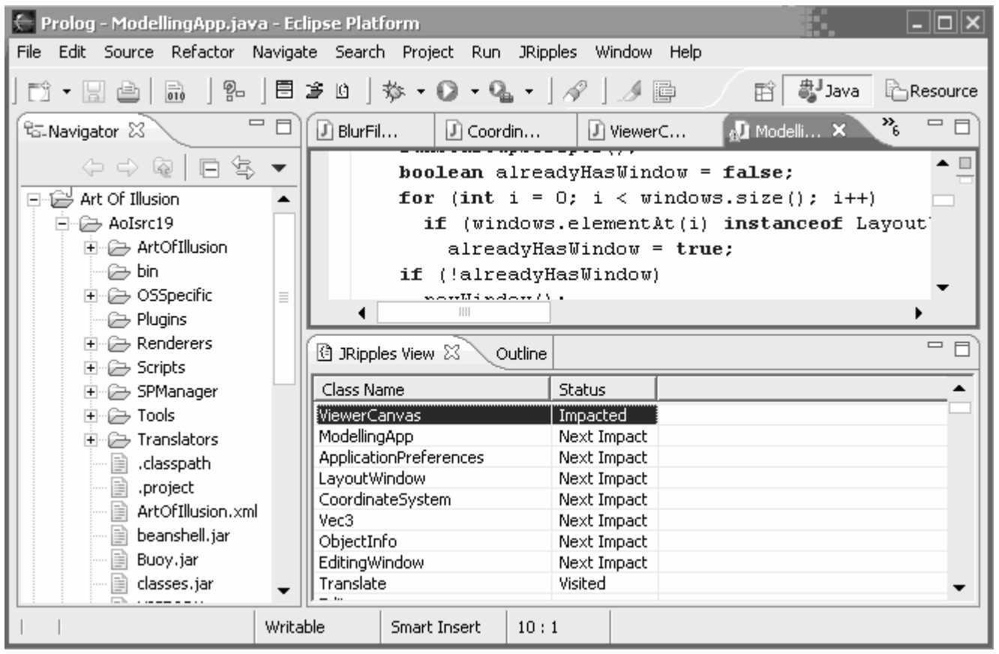 Prolog - ModellingApp.java - Eclipse Platform
File Edit Source Refactor Navigate Search Project Run JRipples Window Help
010
Java
Resource
Navigator
BlurFil...
Coordin...
ViewerC...
Modelli...
6
Art Of Illusion
AoIsrc19
ArtOfIllusion
bin
OSSpecific
Plugins
Renderers
Scripts
SPManager
Tools
Translators
.classpath
.project
ArtOfIllusion.xml
beanshell.jar
Buoy.jar
classes.jar
boolean alreadyHasWindow = false;
for (int i = 0; i < windows.size(); i++)
if (windows.elementAt(i) instanceof Layout
alreadyHasWindow = true;
if (!alreadyHasWindow)
JRipples View
Outline
Class Name Status
ViewerCanvas Impacted
ModellingApp Next Impact
ApplicationPreferences Next Impact
LayoutWindow Next Impact
CoordinateSystem Next Impact
Vec3 Next Impact
ObjectInfo Next Impact
EditingWindow Next Impact
Translate Visited
Writable
Smart Insert
10 : 1